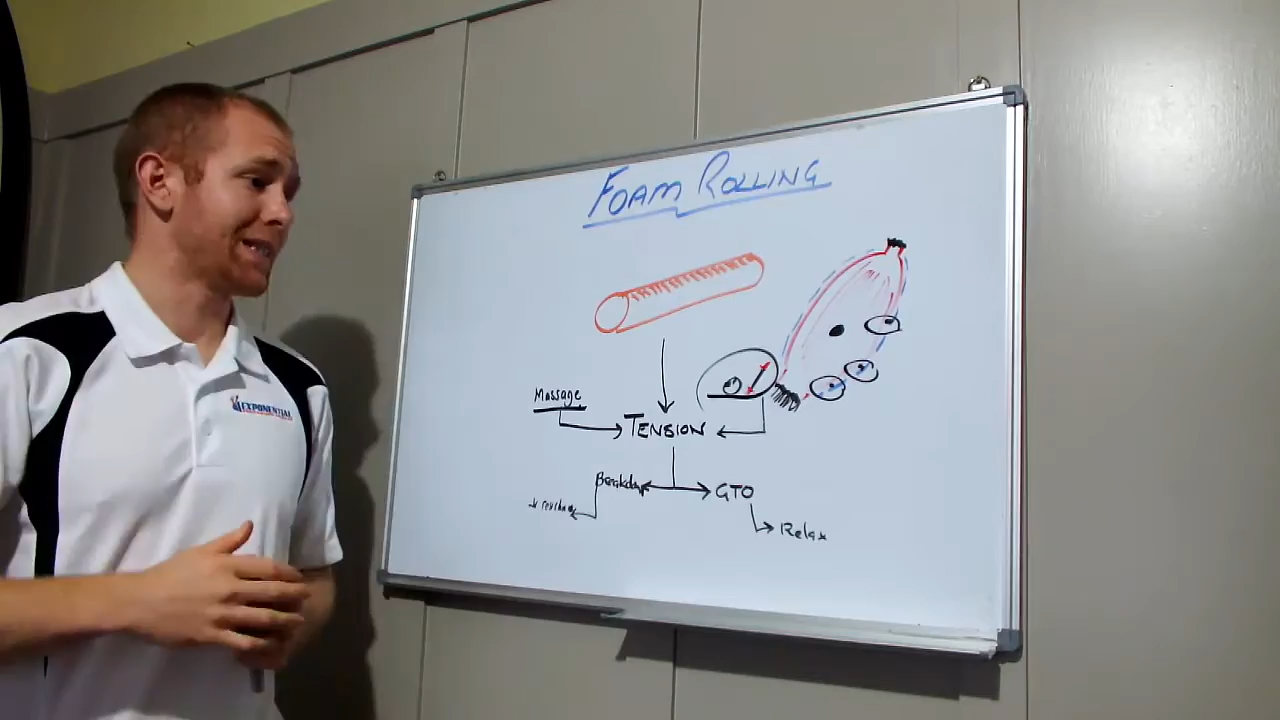 FOAM ROLLING
Massage
TENSION
GTO
Relax
EXPONENTIAL